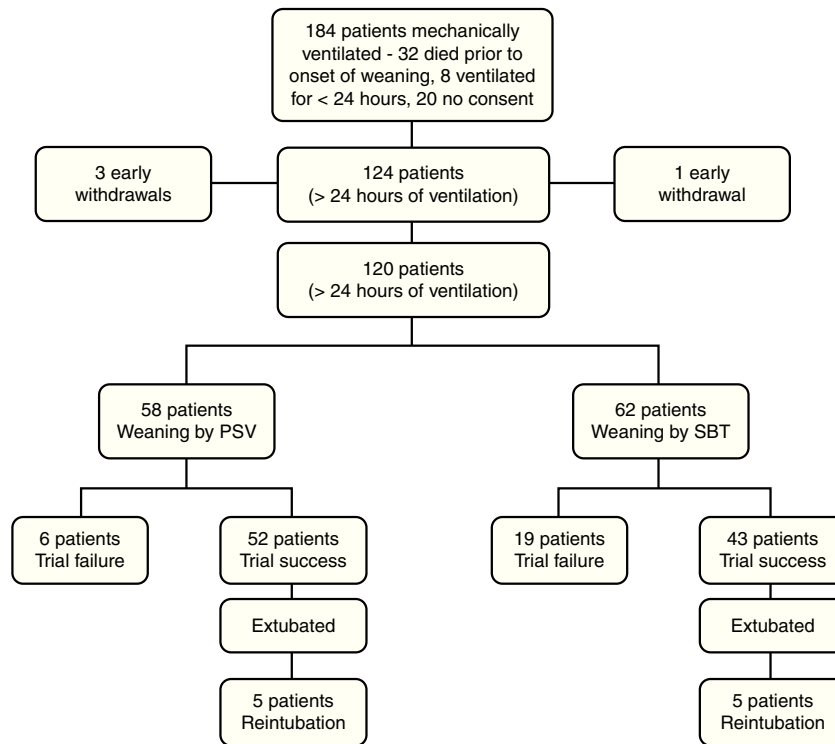 184 patients mechanically
ventilated - 32 died prior to
onset of weaning, 8 ventilated
for < 24 hours, 20 no consent
3 early
withdrawals
124 patients
(> 24 hours of ventilation)
1 early
withdrawal
120 patients
(> 24 hours of ventilation)
58 patients
Weaning by PSV
62 patients
Weaning by SBT
6 patients
Trial failure
52 patients
Trial success
19 patients
Trial failure
43 patients
Trial success
Extubated
Extubated
5 patients
Reintubation
5 patients
Reintubation